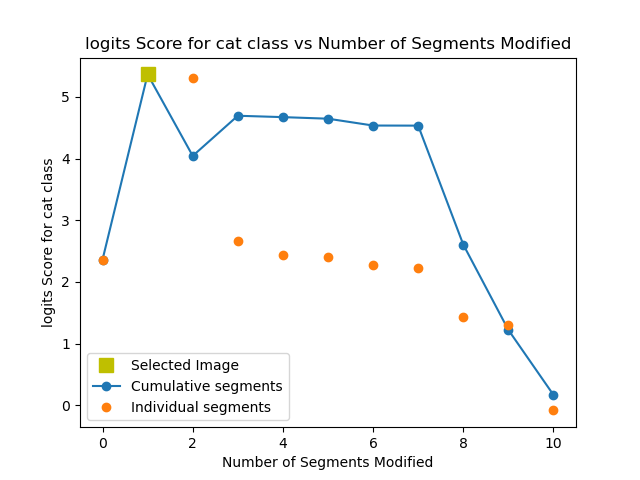 logits Score for cat class vs Number of Segments Modified
logits Score for cat class
5
4
3
2
1
0
Selected Image
Cumulative segments
Individual segments
0 2 4 6 8 10
Number of Segments Modified